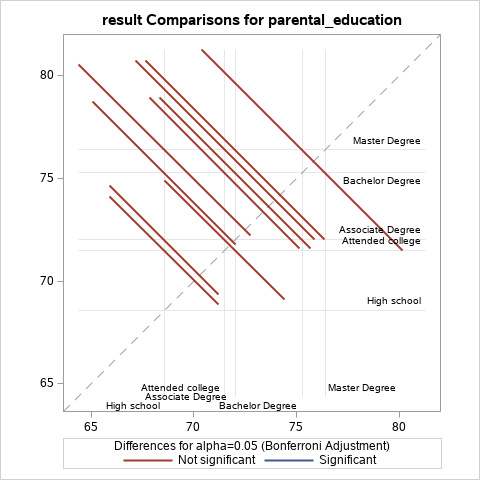 result Comparisons for parental_education
80
75
70
65
Master Degree
Bachelor Degree
Associate Degree
Attended college
High school
Attended college
Master Degree
Associate Degree
High school
Bachelor Degree
65
70
75
80
Differences for alpha=0.05 (Bonferroni Adjustment)
Not significant
Significant